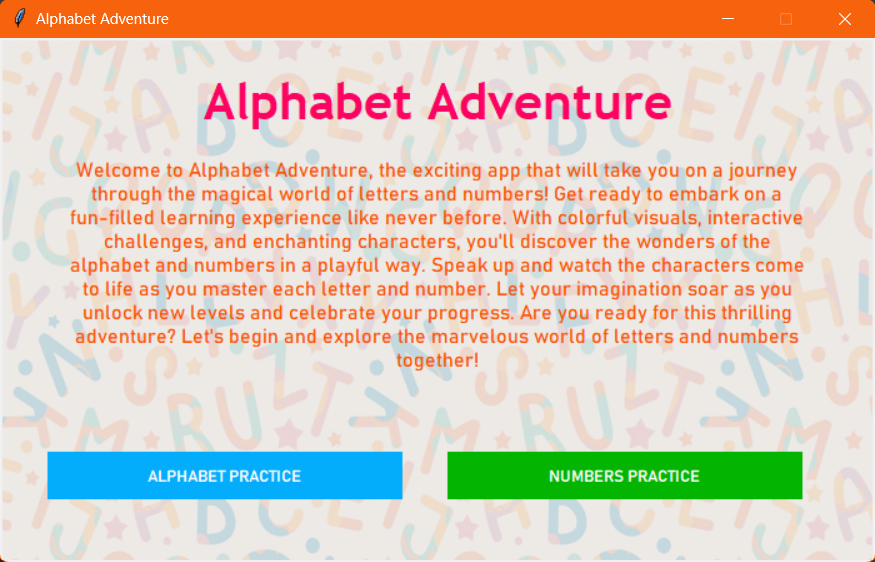 Alphabet Adventure
Alphabet Adventure
Welcome to Alphabet Adventure, the exciting app that will take you on a journey
through the magical world of letters and numbers! Get ready to embark on a
fun-filled learning experience like never before. With colorful visuals, interactive
challenges, and enchanting characters, you'll discover the wonders of the
alphabet and numbers in a playful way. Speak up and watch the characters come
to life as you master each letter and number. Let your imagination soar as you
unlock new levels and celebrate your progress. Are you ready for this thrilling
adventure? Let's begin and explore the marvelous world of letters and numbers
together!
ALPHABET PRACTICE
NUMBERS PRACTICE